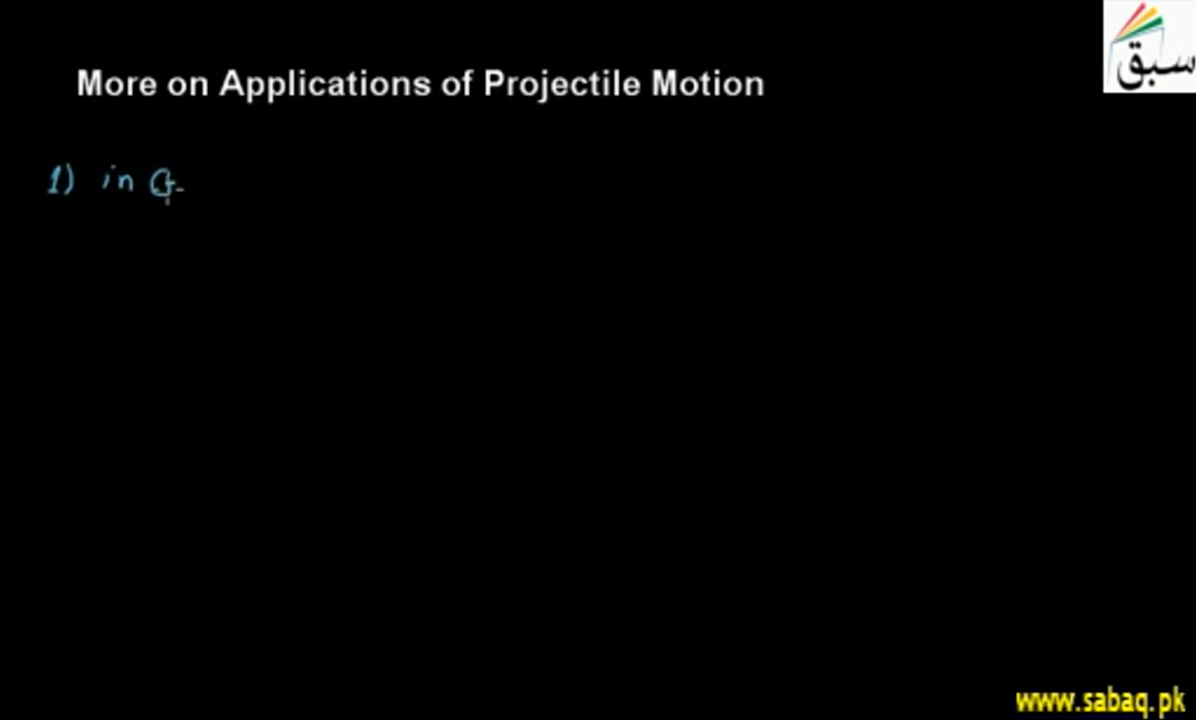 سبق
More on Applications of Projectile Motion
1) in G
www.sabaq.pk